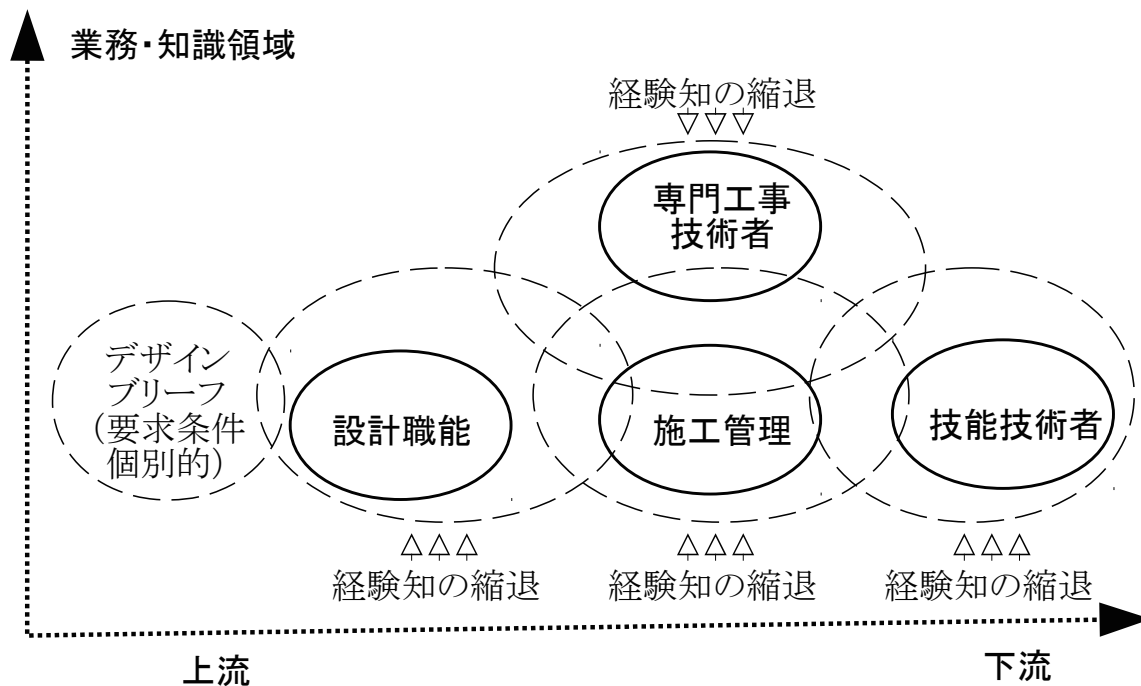 業務・知識領域
経験知の縮退
専門工事
技術者
デザイン
ブリーフ
(要求条件
個別的)
設計職能
施工管理
技能技術者
経験知の縮退
経験知の縮退
経験知の縮退
上流
下流